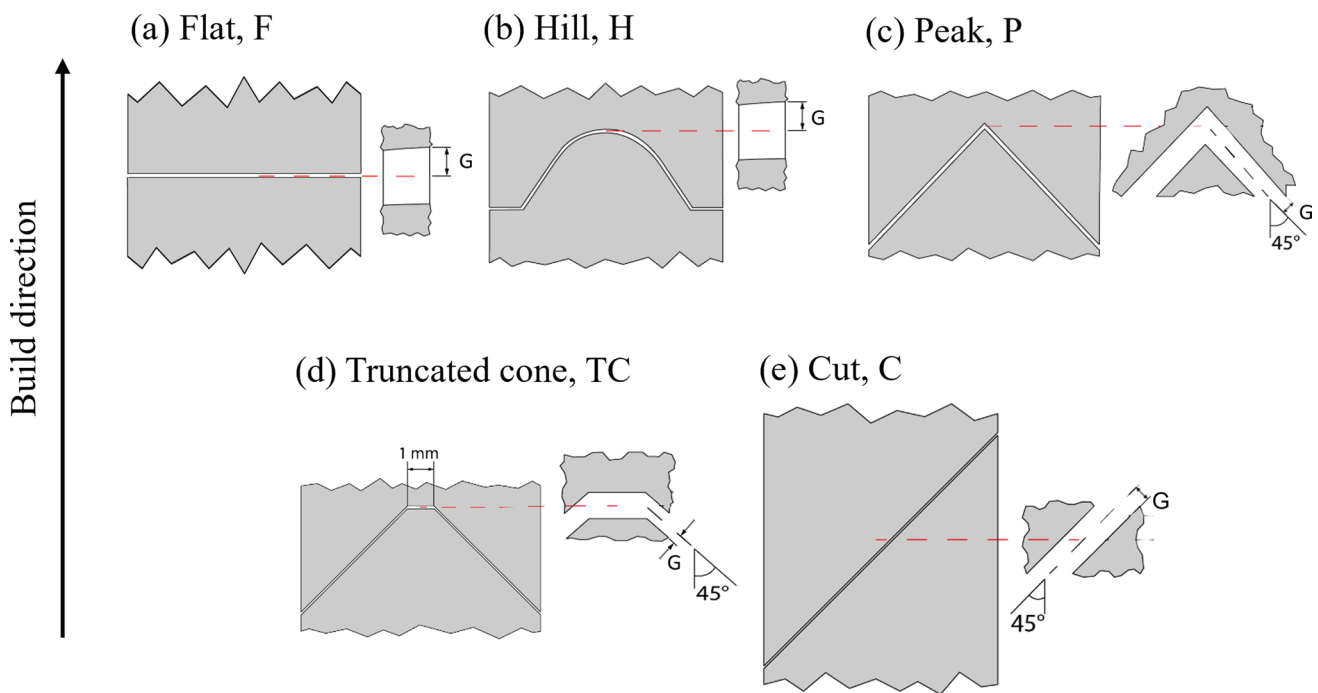 (a) Flat, F
(b) Hill, H
(c) Peak, P
G
G
G
45°
Build direction
(d) Truncated cone, TC
(e) Cut, C
1 mm
G
45°
G
45°